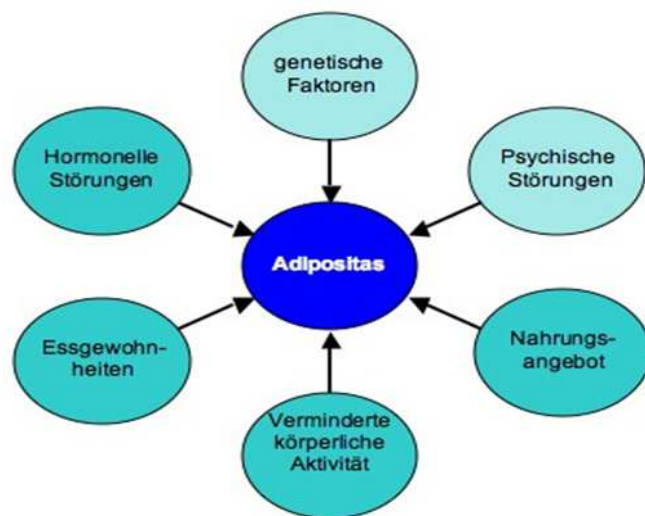 genetische
Faktoren
Hormonelle
Störungen
Psychische
Störungen
Adipositas
Essgewohn-
heiten
Nahrungs-
angebot
Verminderte
körperliche
Aktivität